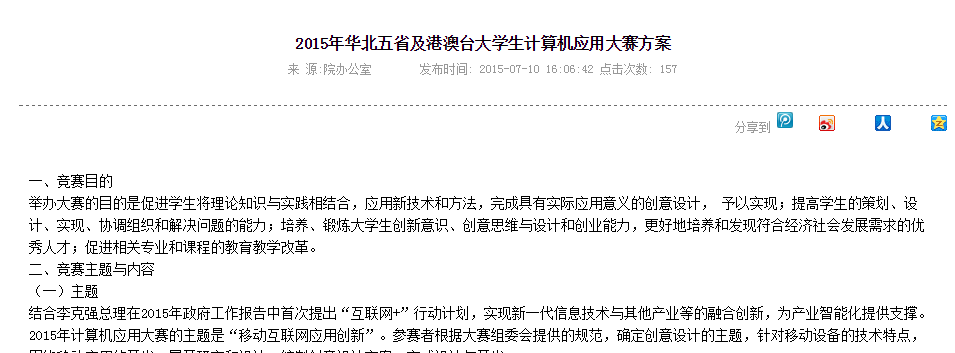 2015年华北五省及港澳台大学生计算机应用大赛方案
来 源:院办公室 发布时间: 2015-07-10 16:06:42 点击次数: 157
分享到
一、竞赛目的
举办大赛的目的是促进学生将理论知识与实践相结合，应用新技术和方法，完成具有实际应用意义的创意设计， 予以实现；提高学生的策划、设
计、实现、协调组织和解决问题的能力；培养、锻炼大学生创新意识、创意思维与设计和创业能力，更好地培养和发现符合经济社会发展需求的优
秀人才；促进相关专业和课程的教育教学改革。
二、竞赛主题与内容
（一）主题
结合李克强总理在2015年政府工作报告中首次提出“互联网+”行动计划，实现新一代信息技术与其他产业等的融合创新，为产业智能化提供支撑。
2015年计算机应用大赛的主题是“移动互联网应用创新”。参赛者根据大赛组委会提供的规范，确定创意设计的主题，针对移动设备的技术特点，